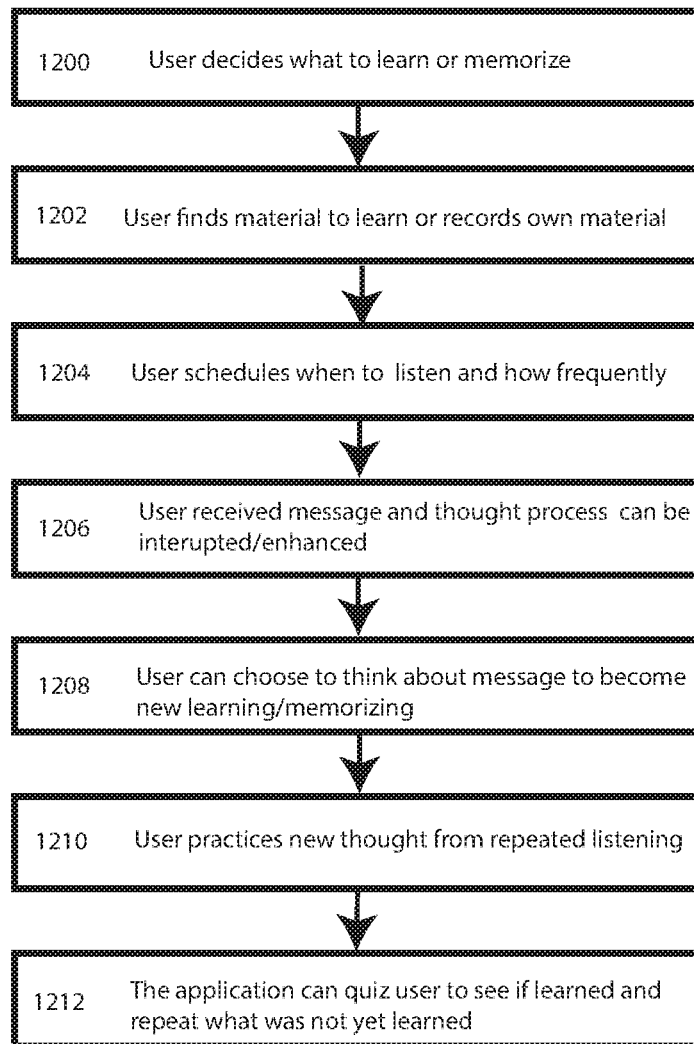 1200 User decides what to learn or memorize
1202 User finds material to learn or records own material
1204 User schedules when to listen and how frequently
User received message and thought process can be
1206
interupted/enhanced
User can choose to think about message to become
1208
new learning/memorizing
1210 User practices new thought from repeated listening
The application can quiz user to see if learned and
1212
repeat what was not yet learned